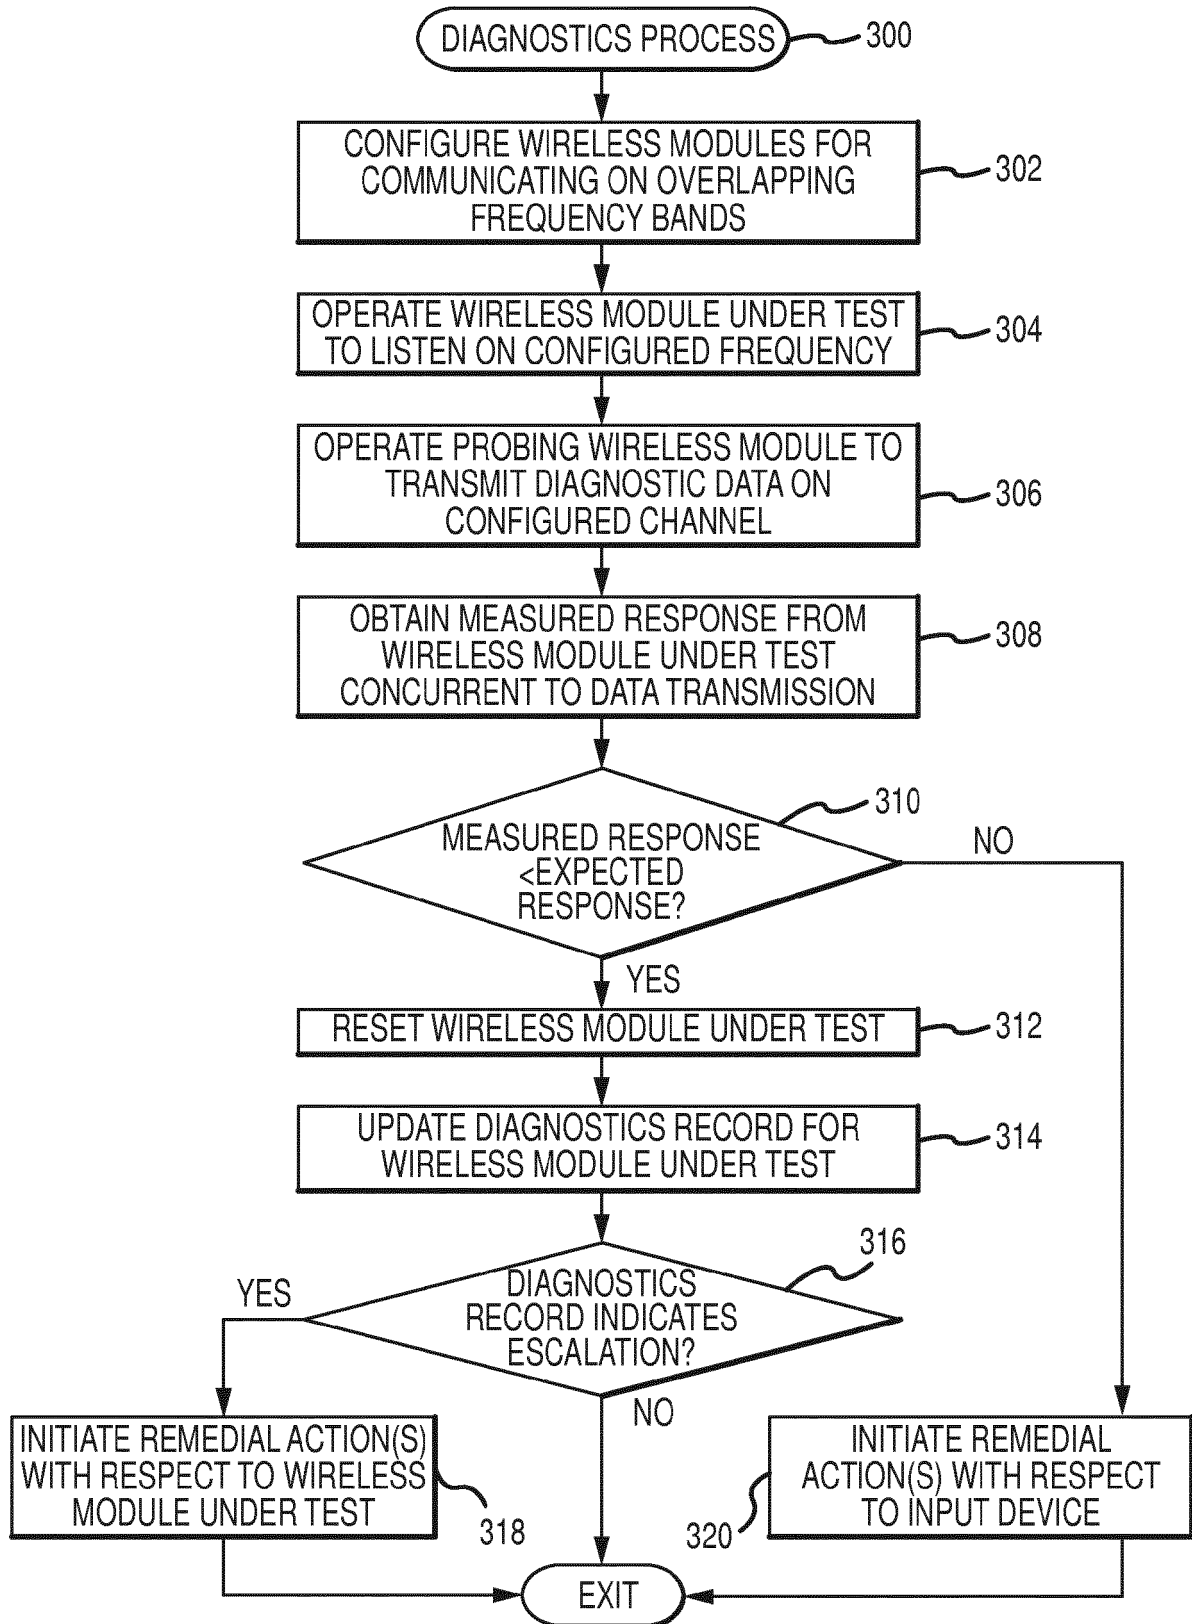 DIAGNOSTICS PROCESS
300
CONFIGURE WIRELESS MODULES FOR
COMMUNICATING ON OVERLAPPING
FREQUENCY BANDS
302
OPERATE WIRELESS MODULE UNDER TEST
TO LISTEN ON CONFIGURED FREQUENCY
304
OPERATE PROBING WIRELESS MODULE TO
TRANSMIT DIAGNOSTIC DATA ON
CONFIGURED CHANNEL
306
OBTAIN MEASURED RESPONSE FROM
WIRELESS MODULE UNDER TEST
CONCURRENT TO DATA TRANSMISSION
308
MEASURED RESPONSE
<EXPECTED
RESPONSE?
310
NO
YES
RESET WIRELESS MODULE UNDER TEST
312
UPDATE DIAGNOSTICS RECORD FOR
WIRELESS MODULE UNDER TEST
314
DIAGNOSTICS
RECORD INDICATES
ESCALATION?
316
YES
NO
INITIATE REMEDIAL ACTION(S)
WITH RESPECT TO WIRELESS
MODULE UNDER TEST
318
INITIATE REMEDIAL
ACTION(S) WITH RESPECT
TO INPUT DEVICE
320
EXIT